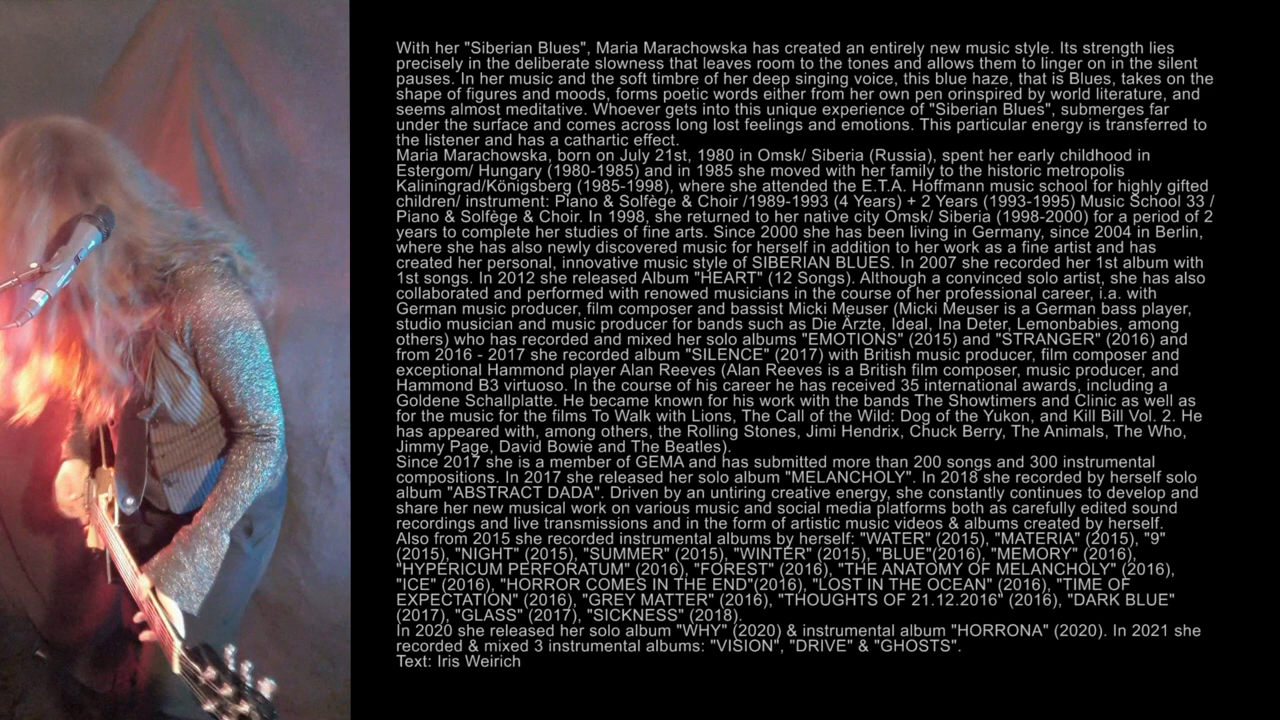 With her "Siberian Blues", Maria Marachowska has created an entirely new music style. Its strength lies
precisely in the deliberate slowness that leaves room to the tones and allows them to linger on in the silent
pauses. In her music and the soft timbre of her deep singing voice, this blue haze, that is Blues, takes on the
shape of figures and moods, forms poetic words either from her own pen orinspired by world literature, and
seems almost meditative. Whoever gets into this unique experience of "Siberian Blues", submerges far
under the surface and comes across long lost feelings and emotions. This particular energy is transferred to
the listener and has a cathartic effect.
Maria Marachowska, born on July 21st, 1980 in Omsk/ Siberia (Russia), spent her early childhood in
Estergom/ Hungary (1980-1985) and in 1985 she moved with her family to the historic metropolis
Kaliningrad/Königsberg (1985-1998), where she attended the E.T.A. Hoffmann music school for highly gifted
children/ instrument: Piano & Solfège & Choir /1989-1993 (4 Years) + 2 Years (1993-1995) Music School 33 /
Piano & Solfège & Choir. In 1998, she returned to her native city Omsk/ Siberia (1998-2000) for a period of 2
years to complete her studies of fine arts. Since 2000 she has been living in Germany, since 2004 in Berlin,
where she has also newly discovered music for herself in addition to her work as a fine artist and has
created her personal, innovative music style of SIBERIAN BLUES. In 2007 she recorded her 1st album with
1st songs. In 2012 she released Album "HEART" (12 Songs). Although a convinced solo artist, she has also
collaborated and performed with renowed musicians in the course of her professional career, i.a. with
German music producer, film composer and bassist Micki Meuser (Micki Meuser is a German bass player,
studio musician and music producer for bands such as Die Ärzte, Ideal, Ina Deter, Lemonbabies, among
others) who has recorded and mixed her solo albums "EMOTIONS" (2015) and "STRANGER" (2016) and
from 2016 - 2017 she recorded album "SILENCE" (2017) with British music producer, film composer and
exceptional Hammond player Alan Reeves (Alan Reeves is a British film composer, music producer, and
Hammond B3 virtuoso. In the course of his career he has received 35 international awards, including a
Goldene Schallplatte. He became known for his work with the bands The Showtimers and Clinic as well as
for the music for the films To Walk with Lions, The Call of the Wild: Dog of the Yukon, and Kill Bill Vol. 2. He
has appeared with, among others, the Rolling Stones, Jimi Hendrix, Chuck Berry, The Animals, The Who,
Jimmy Page, David Bowie and The Beatles).
Since 2017 she is a member of GEMA and has submitted more than 200 songs and 300 instrumental
compositions. In 2017 she released her solo album "MELANCHOLY". In 2018 she recorded by herself solo
album "ABSTRACT DADA". Driven by an untiring creative energy, she constantly continues to develop and
share her new musical work on various music and social media platforms both as carefully edited sound
recordings and live transmissions and in the form of artistic music videos & albums created by herself.
Also from 2015 she recorded instrumental albums by herself: "WATER" (2015), "MATERIA" (2015), "9"
(2015), "NIGHT" (2015), "SUMMER" (2015), "WINTER" (2015), "BLUE"(2016), "MEMORY" (2016),
"HYPERICUM PERFORATUM" (2016), "FOREST" (2016), "THE ANATOMY OF MELANCHOLY" (2016),
"ICE" (2016), "HORROR COMES IN THE END"(2016), "LOST IN THE OCEAN" (2016), "TIME OF
EXPECTATION" (2016), "GREY MATTER" (2016), "THOUGHTS OF 21.12.2016" (2016), "DARK BLUE"
(2017), "GLASS" (2017), "SICKNESS" (2018).
In 2020 she released her solo album "WHY" (2020) & instrumental album "HORRONA" (2020). In 2021 she
recorded & mixed 3 instrumental albums: "VISION", "DRIVE" & "GHOSTS".
Text: Iris Weirich